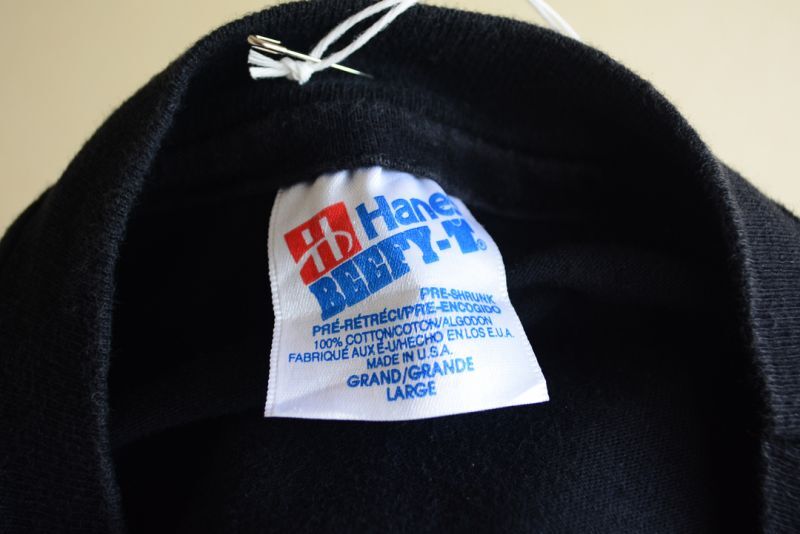 Hanes
BEEFY-T®
PRE-SHRUNK
PRÉ-RÉTRÉCI/PRE-ENCOGIDO
100% COTTON/COTON/ALGODON
FABRIQUÉ AUX É-U/HECHO EN LOS E.U.A.
MADE IN U.S.A.
GRAND/GRANDE
LARGE